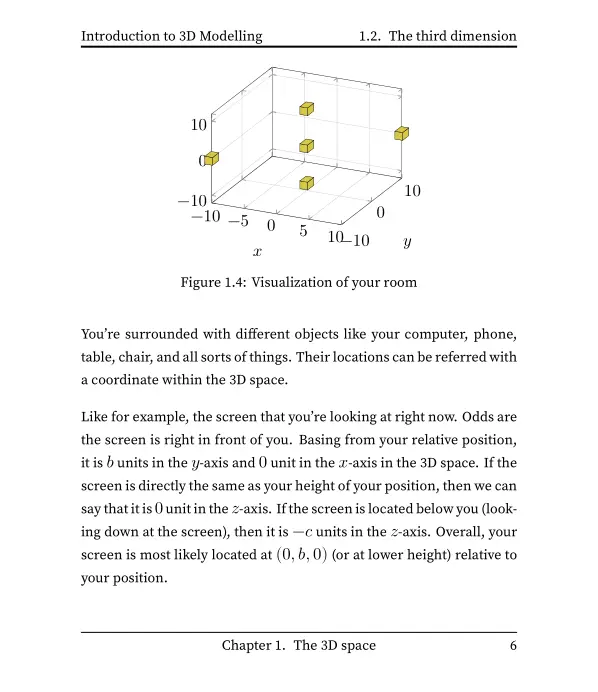 Introduction to 3D Modelling 1.2. The third dimension
10
0
−10
−10 −5 0 5 10
−10 0 10
x
y
Figure 1.4: Visualization of your room
You’re surrounded with different objects like your computer, phone,
table, chair, and all sorts of things. Their locations can be referred with
a coordinate within the 3D space.
Like for example, the screen that you’re looking at right now. Odds are
the screen is right in front of you. Basing from your relative position,
it is b units in the y-axis and 0 unit in the x-axis in the 3D space. If the
screen is directly the same as your height of your position, then we can
say that it is 0 unit in the z-axis. If the screen is located below you (look-
ing down at the screen), then it is −c units in the z-axis. Overall, your
screen is most likely located at (0, b, 0) (or at lower height) relative to
your position.
Chapter 1. The 3D space 6